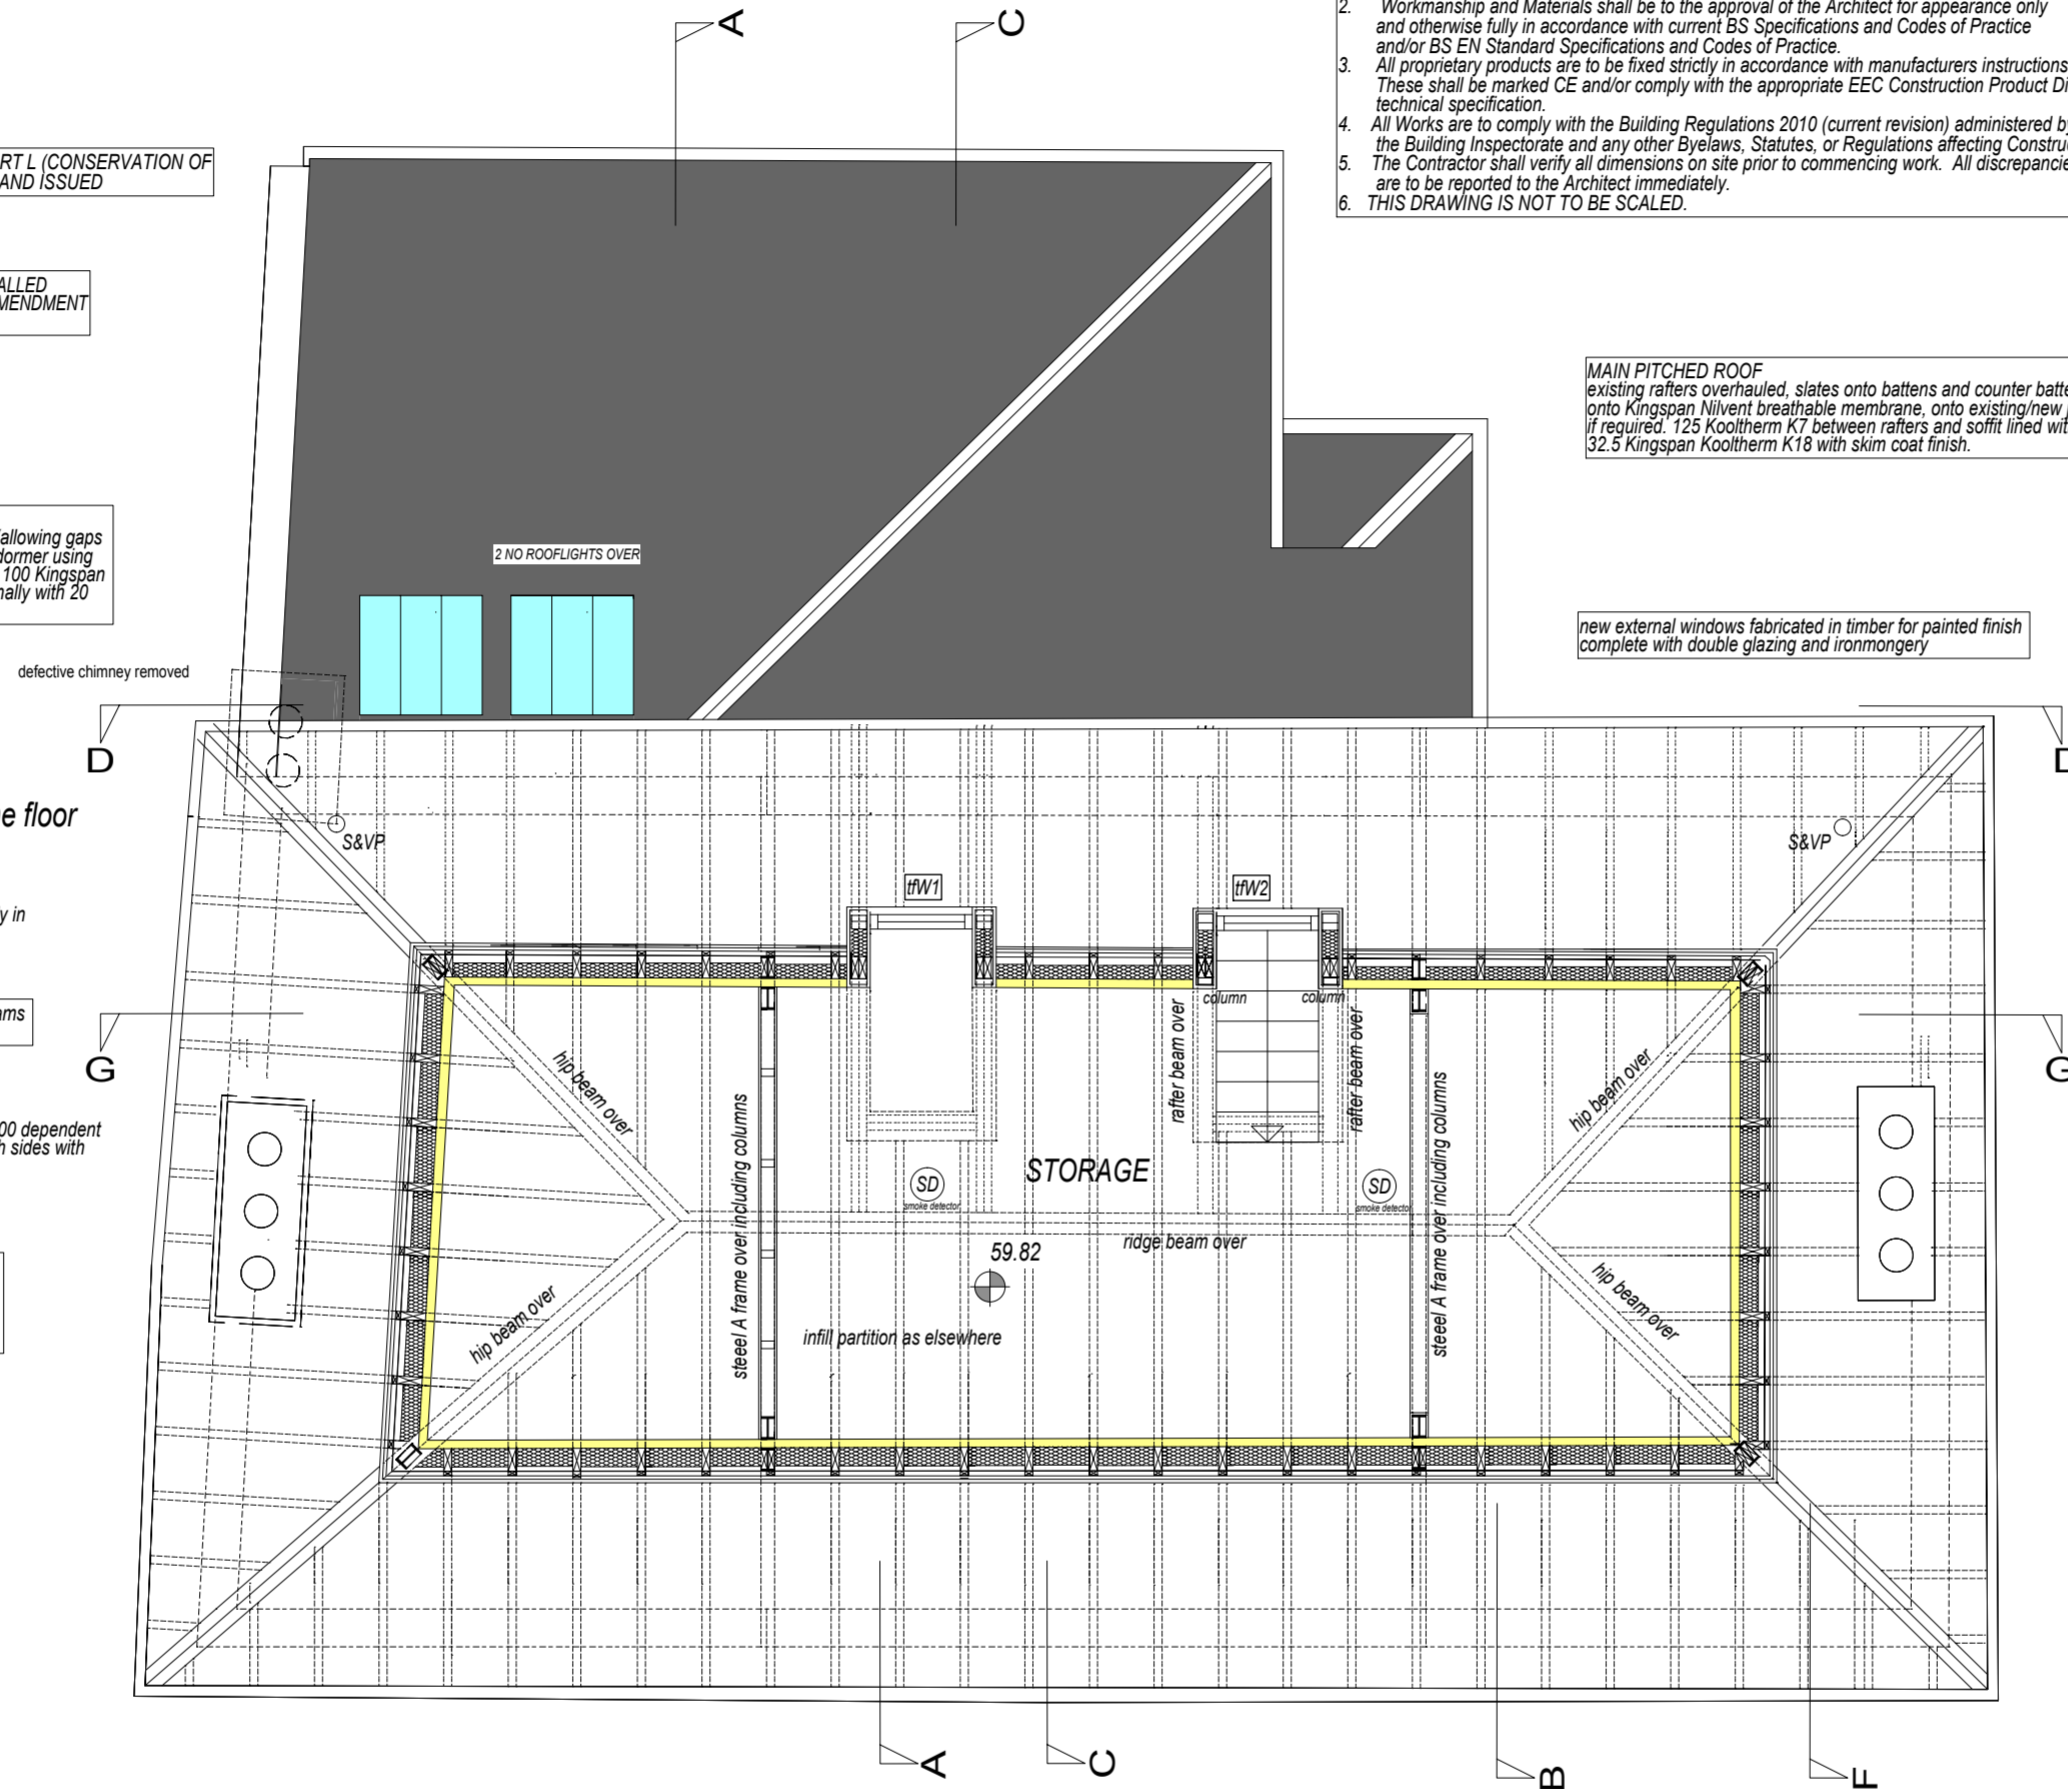 A
C
2. Workmanship and Materials shall be to the approval of the Architect for appearance only
and otherwise fully in accordance with current BS Specifications and Codes of Practice
and/or BS EN Standard Specifications and Codes of Practice.
3. All proprietary products are to be fixed strictly in accordance with manufacturers instructions
These shall be marked CE and/or comply with the appropriate EEC Construction Product Di
technical specification.
4. All Works are to comply with the Building Regulations 2010 (current revision) administered by
the Building Inspectorate and any other Byelaws, Statutes, or Regulations affecting Constru
5. The Contractor shall verify all dimensions on site prior to commencing work. All discrepancie
are to be reported to the Architect immediately.
6. THIS DRAWING IS NOT TO BE SCALED.
RT L (CONSERVATION OF
AND ISSUED
ALLED
MENDMENT
MAIN PITCHED ROOF
existing rafters overhauled, slates onto battens and counter batte
onto Kingspan Nilvent breathable membrane, onto existing/new
if required. 125 Kooltherm K7 between rafters and soffit lined wit
32.5 Kingspan Kooltherm K18 with skim coat finish.
allowing gaps
dormer using
100 Kingspan
nally with 20
2 NO ROOFLIGHTS OVER
new external windows fabricated in timber for painted finish
complete with double glazing and ironmongery
defective chimney removed
D
D
e floor
S&VP
S&VP
tfW1
tfW2
y in
column
column
ams
G
G
rafter beam over
rafter beam over
hip beam over
hip beam over
00 dependent
h sides with
steeel A frame over including columns
steeel A frame over including columns
STORAGE
SD
smoke detector
SD
smoke detector
59.82
ridge beam over
hip beam over
hip beam over
infill partition as elsewhere
A
C
B
F